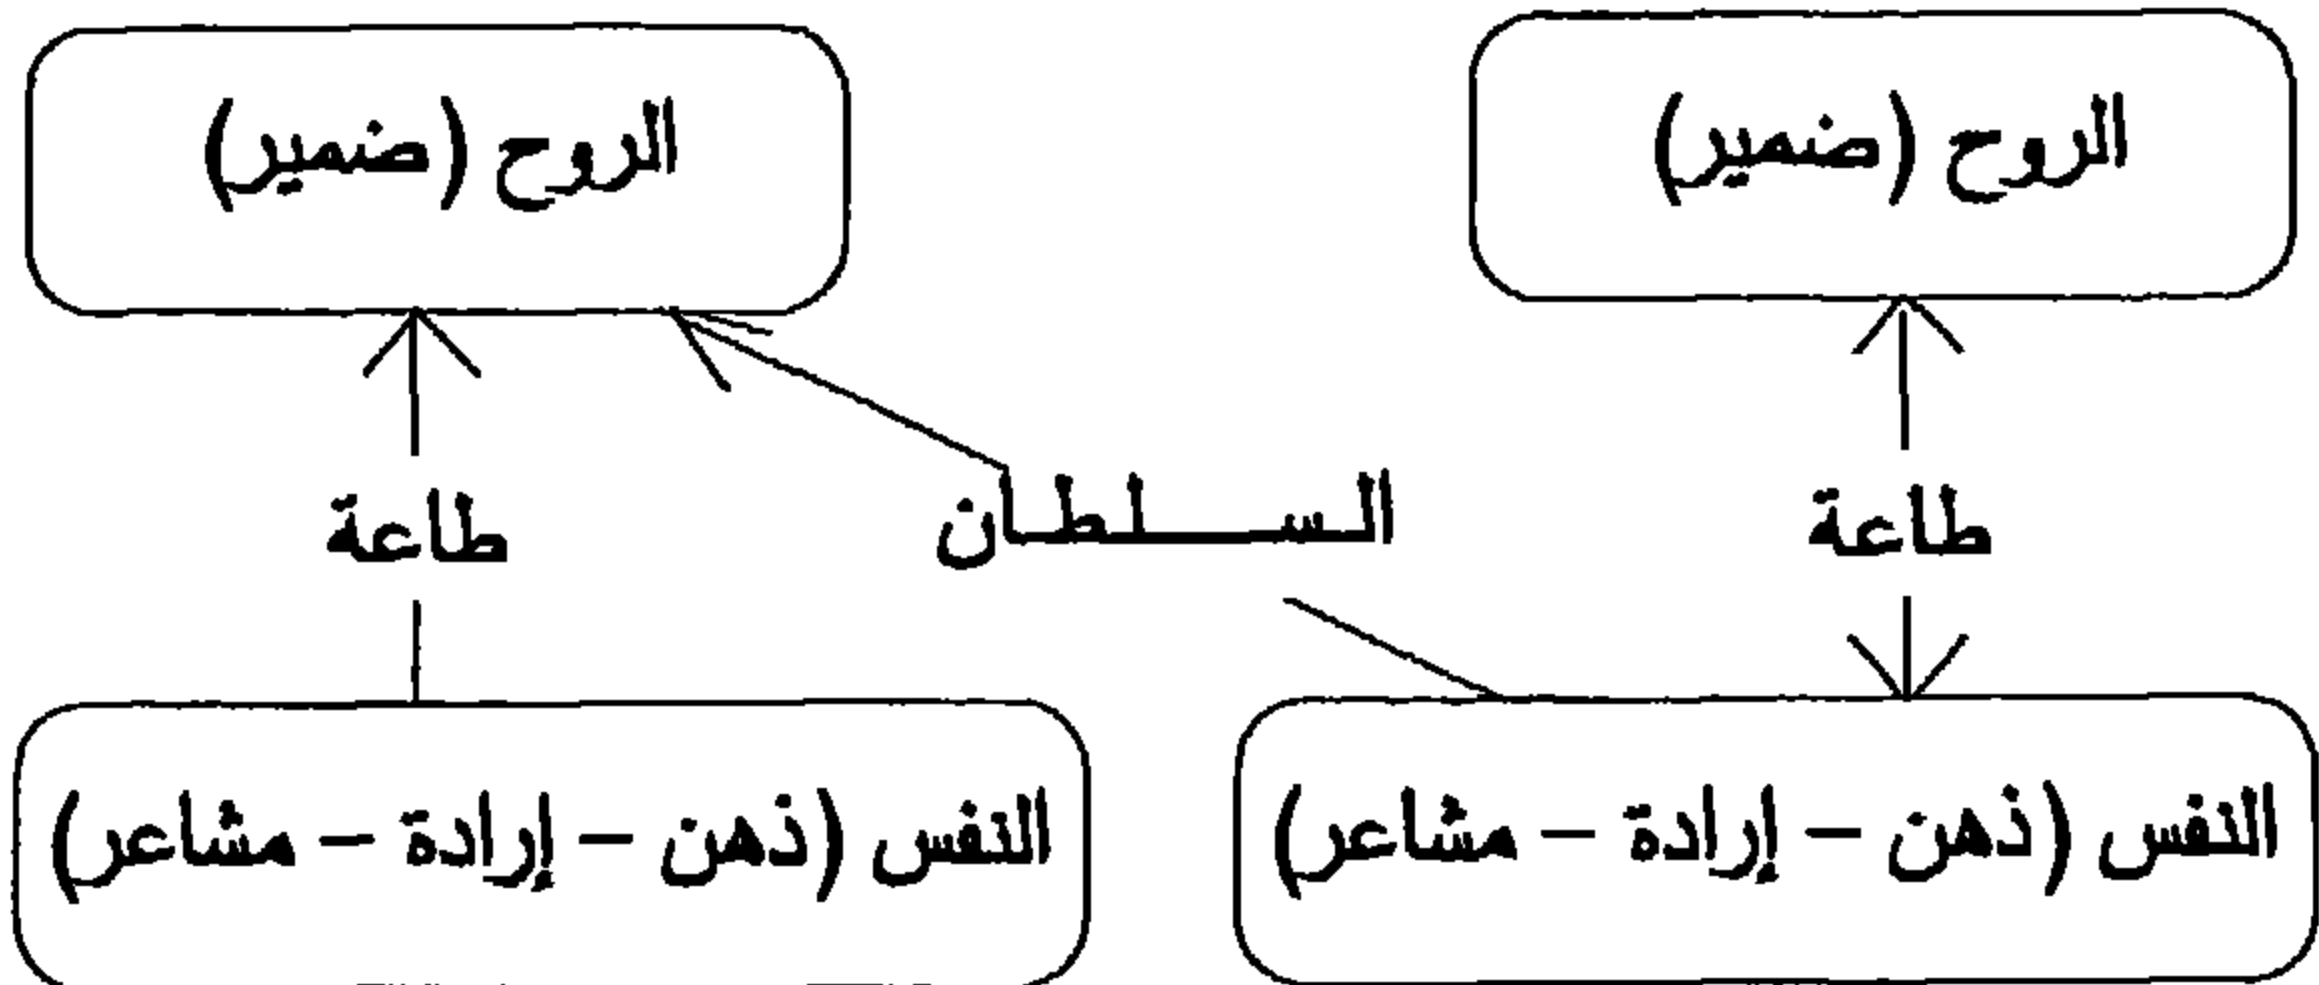 الروح (ضمير)
الروح (ضمير)
طاعة
السـلطـان
طاعة
النفس (ذهن – إرادة – مشاعر)
النفس (ذهن – إرادة – مشاعر)